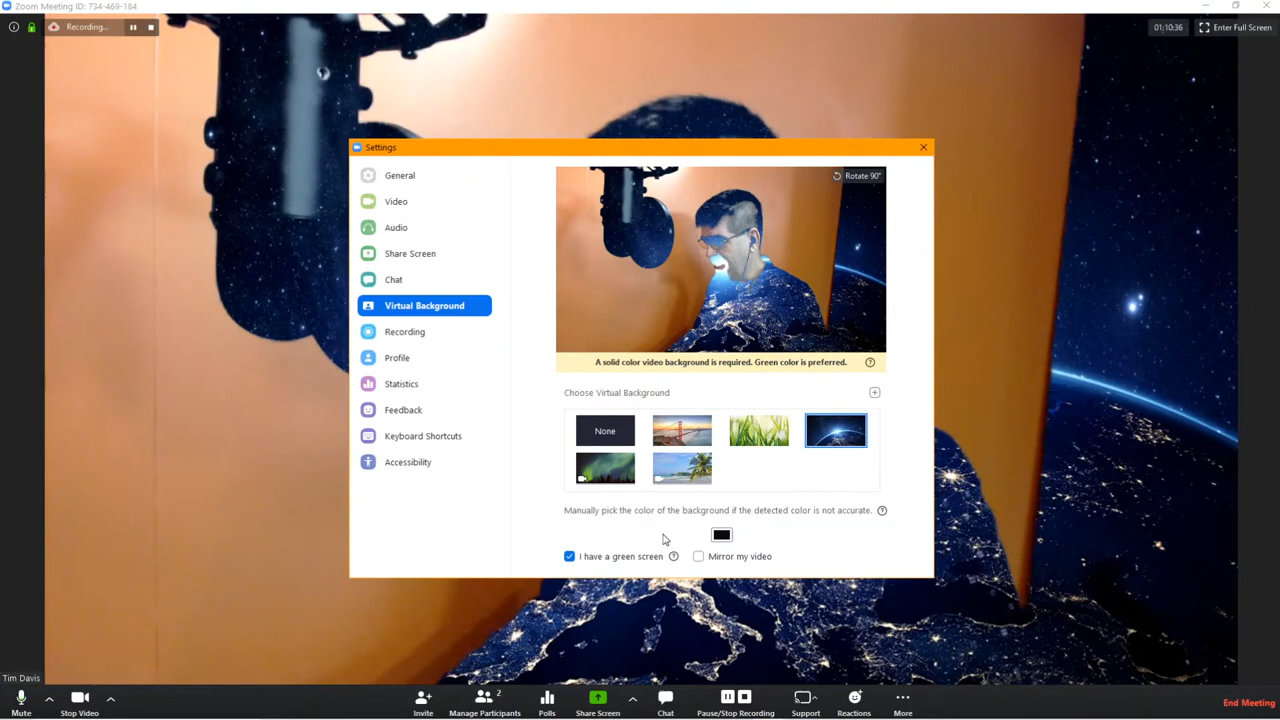 Zoom Meeting ID: 734-469-184
Recording...
01:10:36
Enter Full Screen
Settings
General
Video
Audio
Share Screen
Chat
Virtual Background
Recording
Profile
Statistics
Feedback
Keyboard Shortcuts
Accessibility
Rotate 90°
A solid color video background is required. Green color is preferred.
Choose Virtual Background
None
Manually pick the color of the background if the detected color is not accurate.
I have a green screen
Mirror my video
Tim Davis
Mute
Stop Video
Invite
2
Manage Participants
Polls
Share Screen
Chat
Pause/Stop Recording
Support
Reactions
More
End Meeting